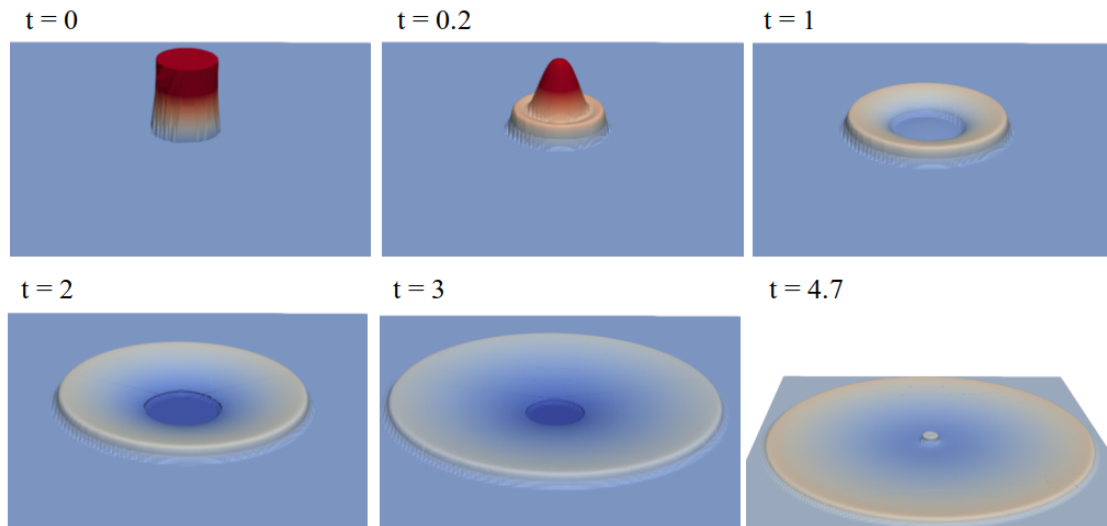 t = 0
t = 0.2
t = 1
t = 2
t = 3
t = 4.7